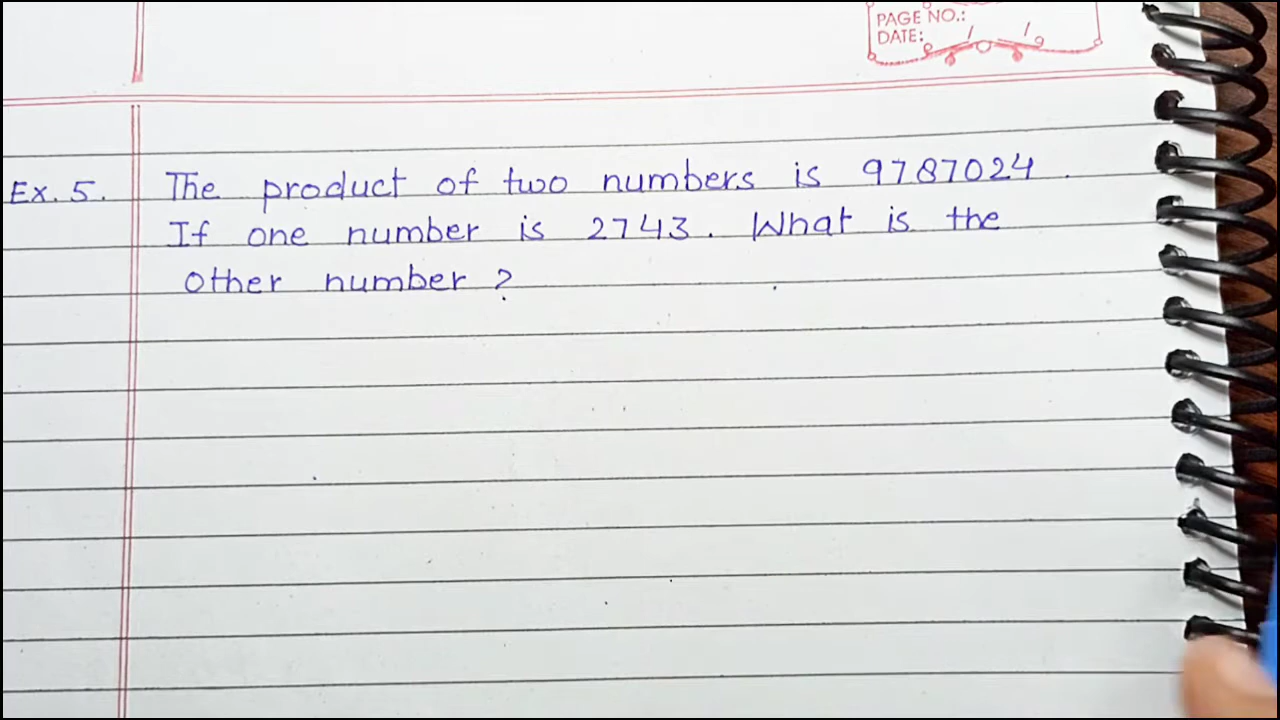 PAGE NO.:
DATE: / /
Ex. 5. The product of two numbers is 9787024.
If one number is 2743. What is the
other number ?